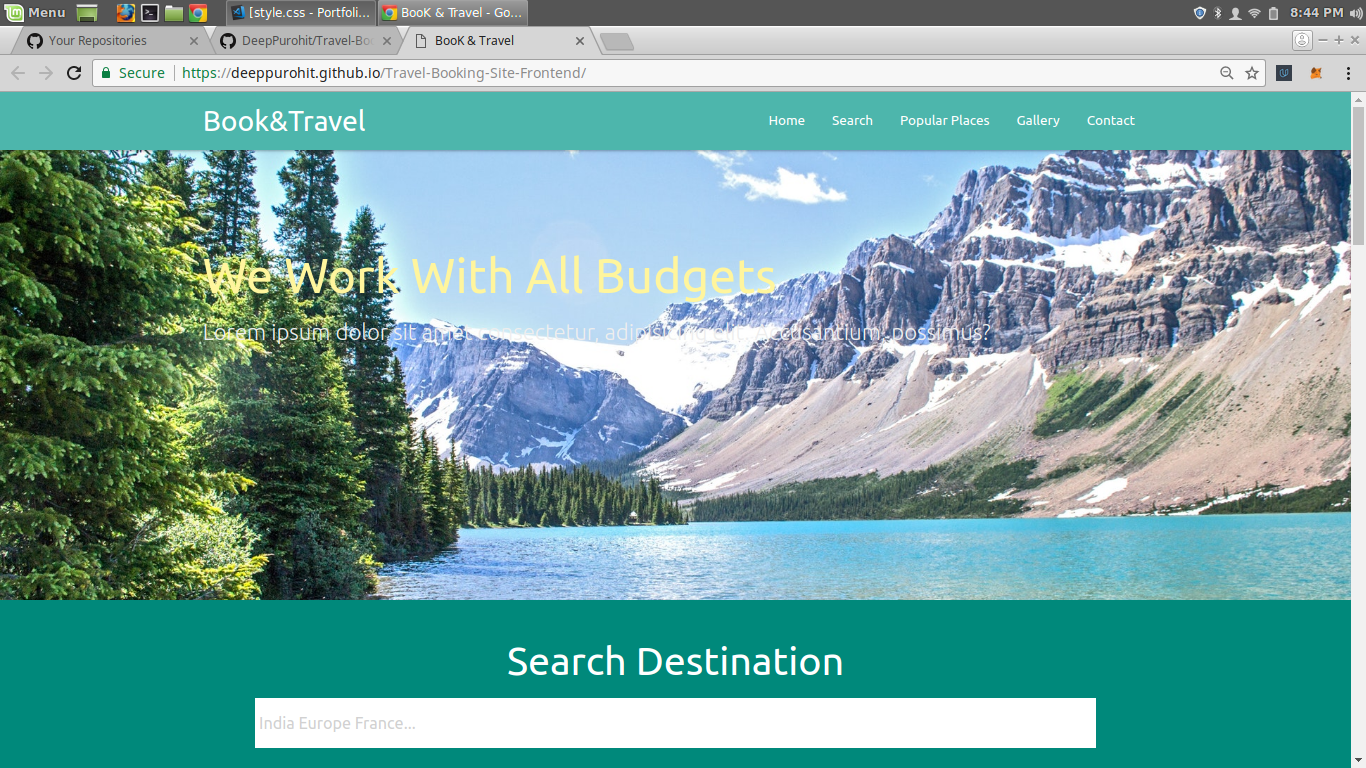 Menu
[style.css - Portfoli...
BooK & Travel - Go...
8:44 PM
Your Repositories
DeepPurohit/Travel-Bo
BooK & Travel
Secure
https://deeppurohit.github.io/Travel-Booking-Site-Frontend/
Book&Travel
Home
Search
Popular Places
Gallery
Contact
We Work With All Budgets
Lorem ipsum dolor sit amet consectetur, adipisicing elit. Accusantium, possimus?
Search Destination
India Europe France...